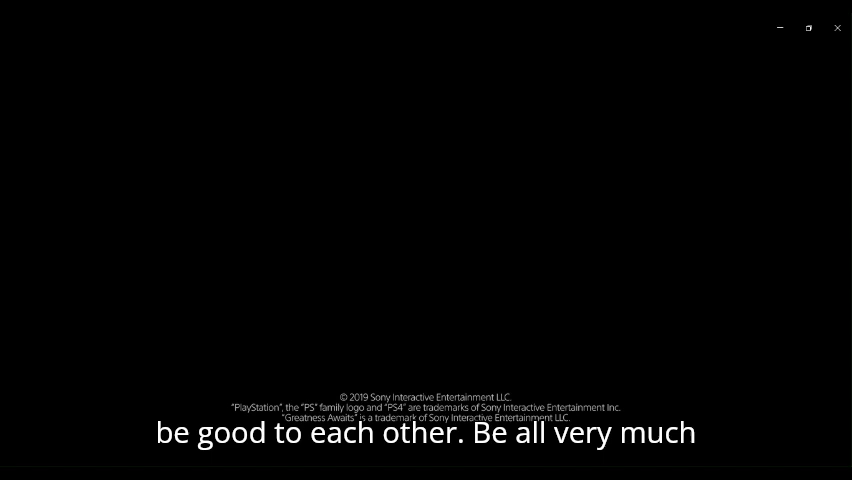 © 2019 Sony Interactive Entertainment LLC.
"PlayStation", the "PS" family logo and "PS4" are trademarks of Sony Interactive Entertainment Inc.
"Greatness Awaits" is a trademark of Sony Interactive Entertainment LLC.
be good to each other. Be all very much